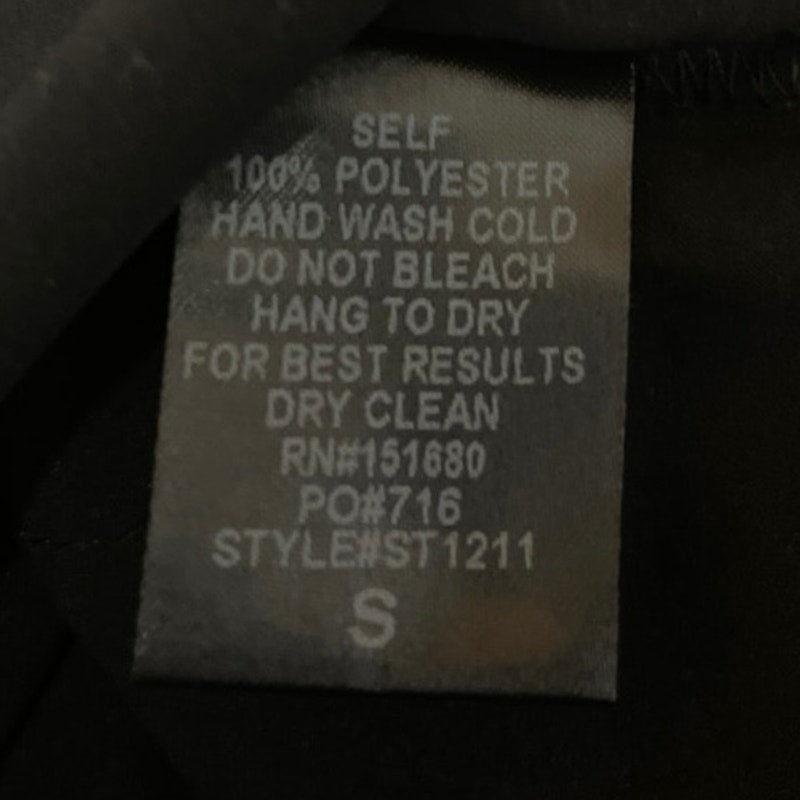 SELF
100% POLYESTER
HAND WASH COLD
DO NOT BLEACH
HANG TO DRY
FOR BEST RESULTS
DRY CLEAN
RN#151680
PO#716
STYLE#ST1211
S